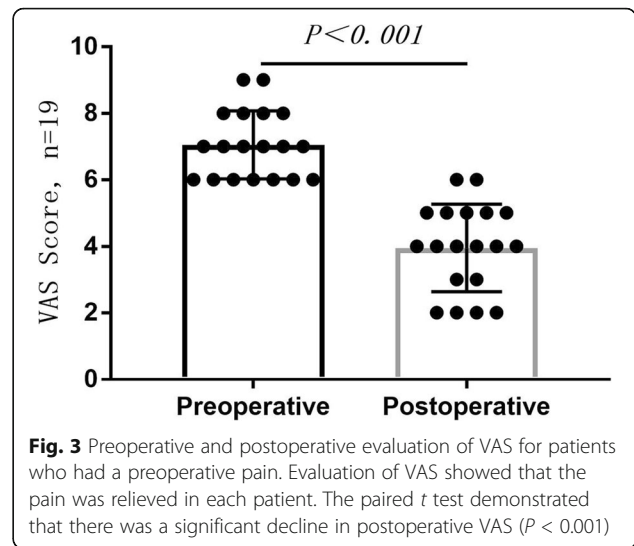 P<0.001
10
8
6
4
2
0
VAS Score, n=19
Preoperative Postoperative
Fig. 3 Preoperative and postoperative evaluation of VAS for patients
who had a preoperative pain. Evaluation of VAS showed that the
pain was relieved in each patient. The paired t test demonstrated
that there was a significant decline in postoperative VAS (P < 0.001)